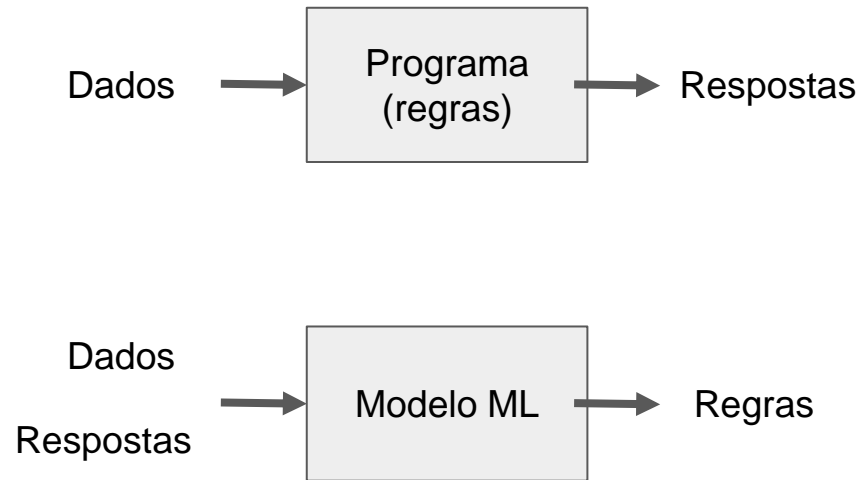 Dados
Programa
(regras)
Respostas
Dados
Respostas
Modelo ML
Regras